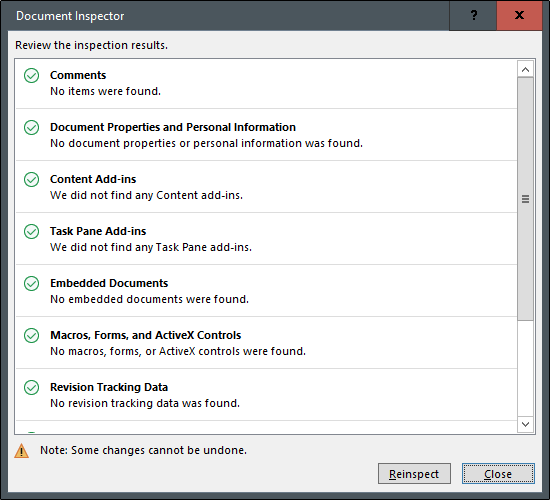 Document Inspector
?
X
Review the inspection results.
Comments
No items were found.
Document Properties and Personal Information
No document properties or personal information was found.
Content Add-ins
We did not find any Content add-ins.
Task Pane Add-ins
We did not find any Task Pane add-ins.
Embedded Documents
No embedded documents were found.
Macros, Forms, and ActiveX Controls
No macros, forms, or ActiveX controls were found.
Revision Tracking Data
No revision tracking data was found.
Note: Some changes cannot be undone.
Reinspect Close